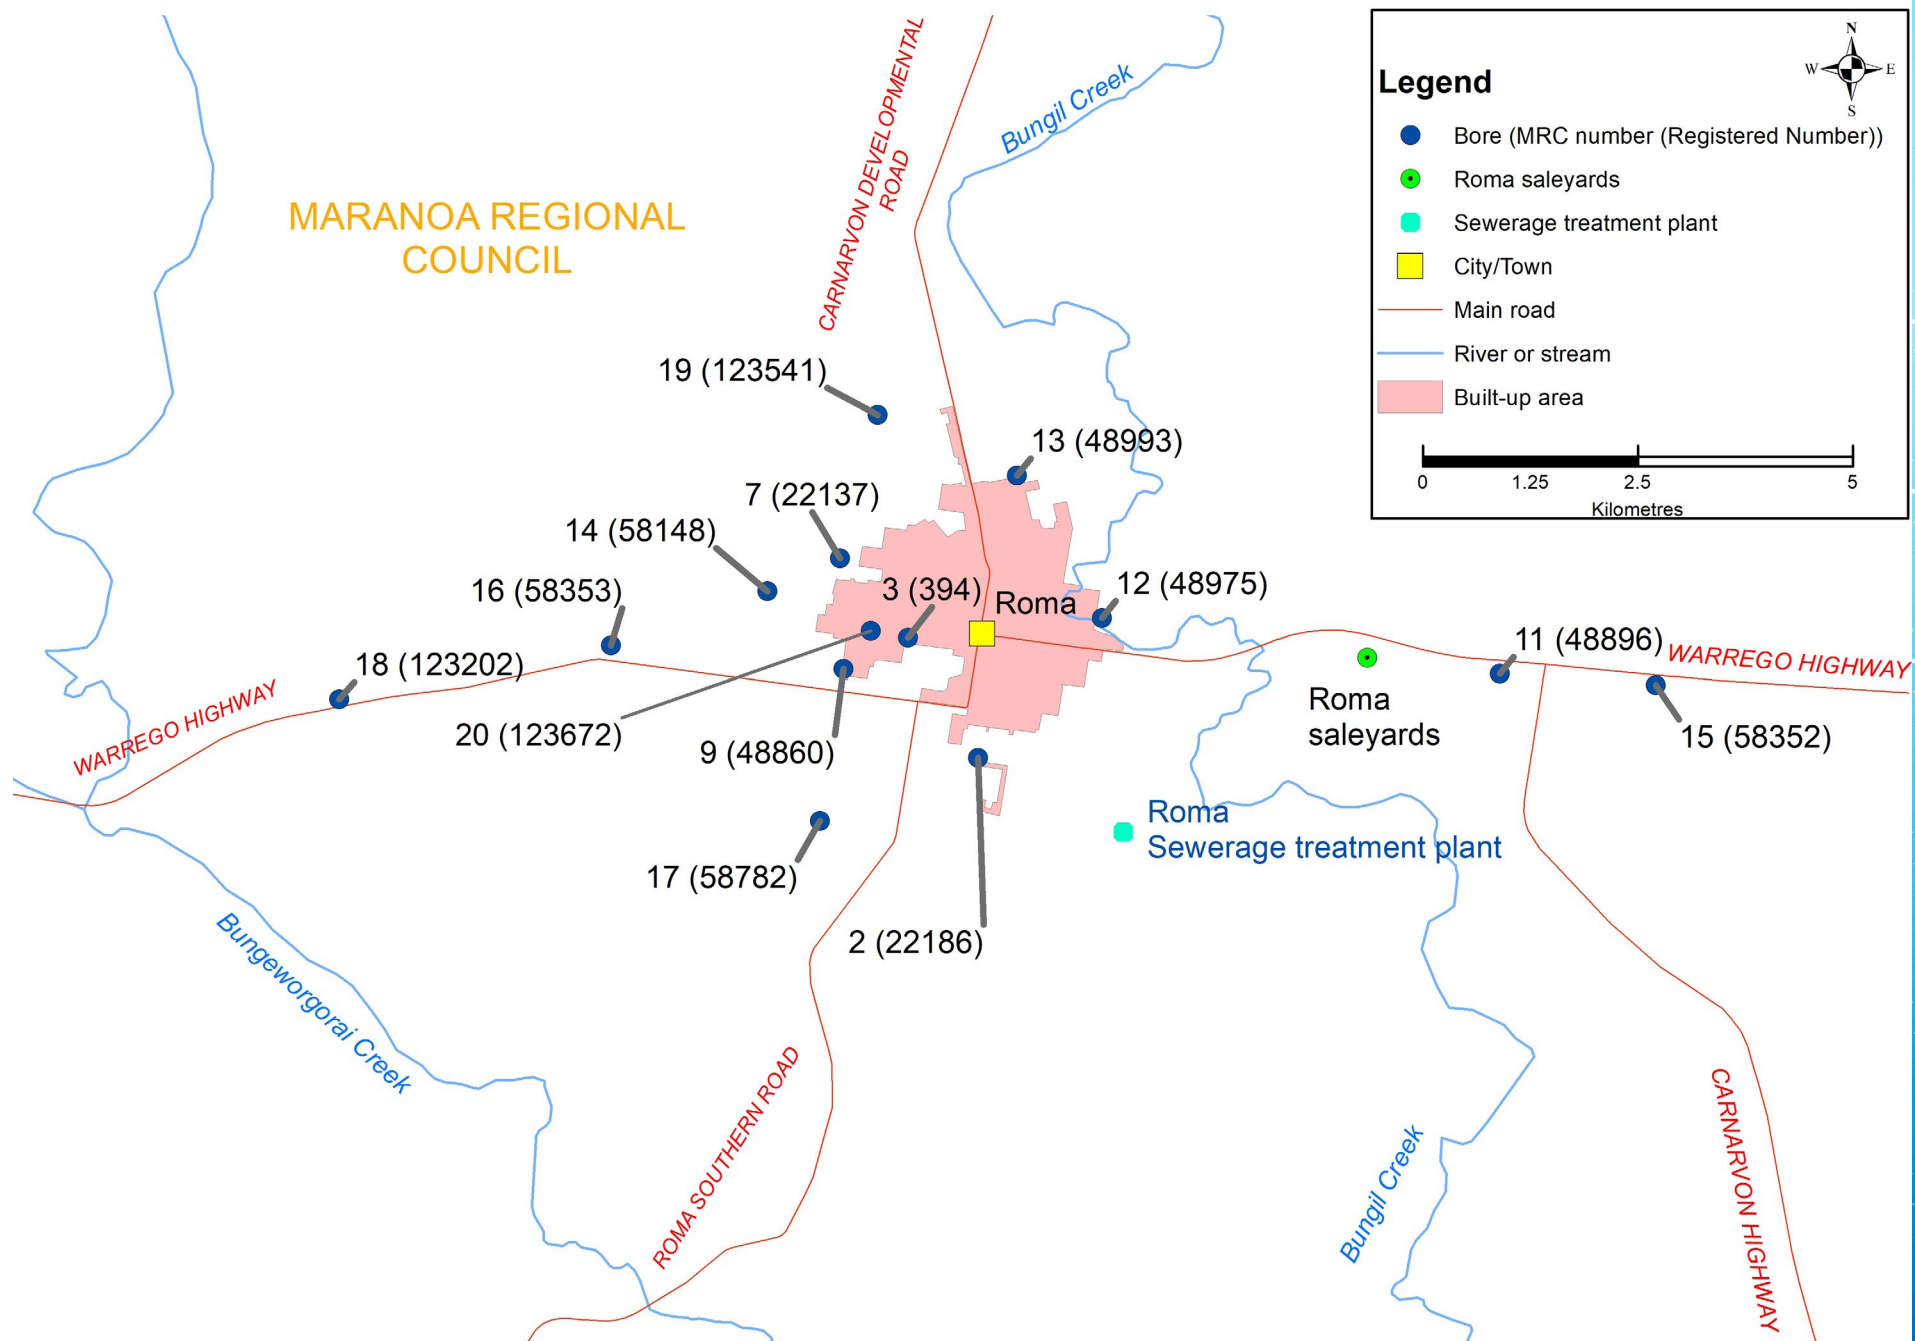 CARNARVON DEVELOPMENTAL
ROAD
Bungil Creek
MARANOA REGIONAL
COUNCIL
N
W
E
S
Legend
Bore (MRC number (Registered Number))
Roma saleyards
Sewerage treatment plant
City/Town
Main road
River or stream
Built-up area
0
1.25
2.5
5
Kilometres
19 (123541)
13 (48993)
7 (22137)
14 (58148)
16 (58353)
3 (394)
Roma
12 (48975)
18 (123202)
11 (48896)
WARREGO HIGHWAY
WARREGO HIGHWAY
Roma
saleyards
20 (123672)
9 (48860)
15 (58352)
Roma
Sewerage treatment plant
17 (58782)
2 (22186)
Bungeworgorai Creek
ROMA SOUTHERN ROAD
Bungil Creek
CARNARVON HIGHWAY